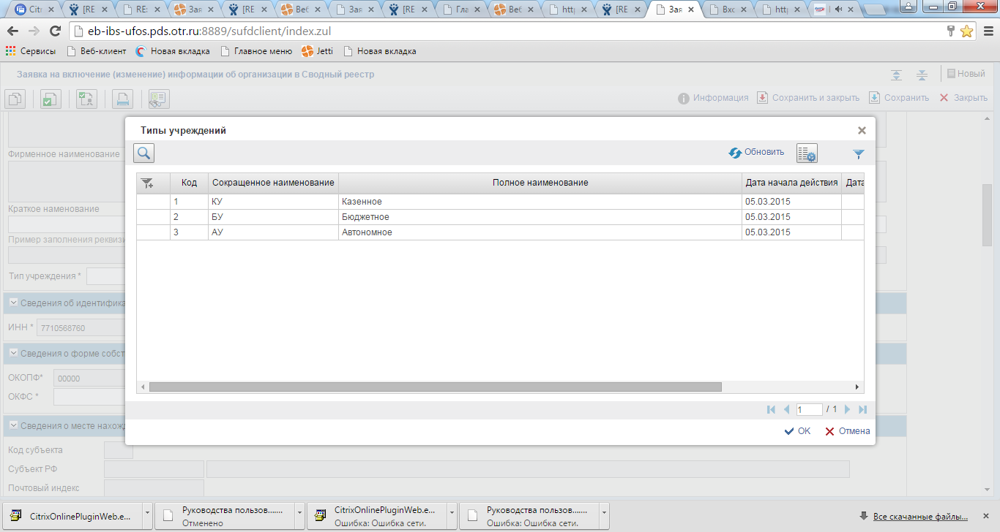 Citr
[RE
RE:
Зая
[RE
Веб
Зая
[RE
Гла
Веб
http
[RE
Зая
Вхо
http
eb-ibs-ufos.pds.otr.ru:8889/sufdclient/index.zul
Сервисы
Веб-клиент
Новая вкладка
Главное меню
Jetti
Новая вкладка
Заявка на включение (изменение) информации об организации в Сводный реестр
Новый
Информация
Сохранить и закрыть
Сохранить
Закрыть
Типы учреждений
Фирменное наименование
Обновить
Код
Сокращенное наименование
Полное наименование
Дата начала действия
Дата
1 КУ Казенное 05.03.2015
2 БУ Бюджетное 05.03.2015
3 АУ Автономное 05.03.2015
Краткое наменование
Пример заполнения реквизи
Тип учреждения *
Сведения об идентифика
ИНН * 7710568760
Сведения о форме собст
ОКОПФ* 00000
ОКФС *
1 / 1
Сведения о месте нахожд
OK
Отмена
Код субъекта
Субъект РФ
Почтовый индекс
CitrixOnlinePluginWeb.e...
Руководства пользов.......
Отменено
CitrixOnlinePluginWeb.e...
Ошибка: Ошибка сети.
Руководства пользов.......
Ошибка: Ошибка сети.
Все скачанные файлы...